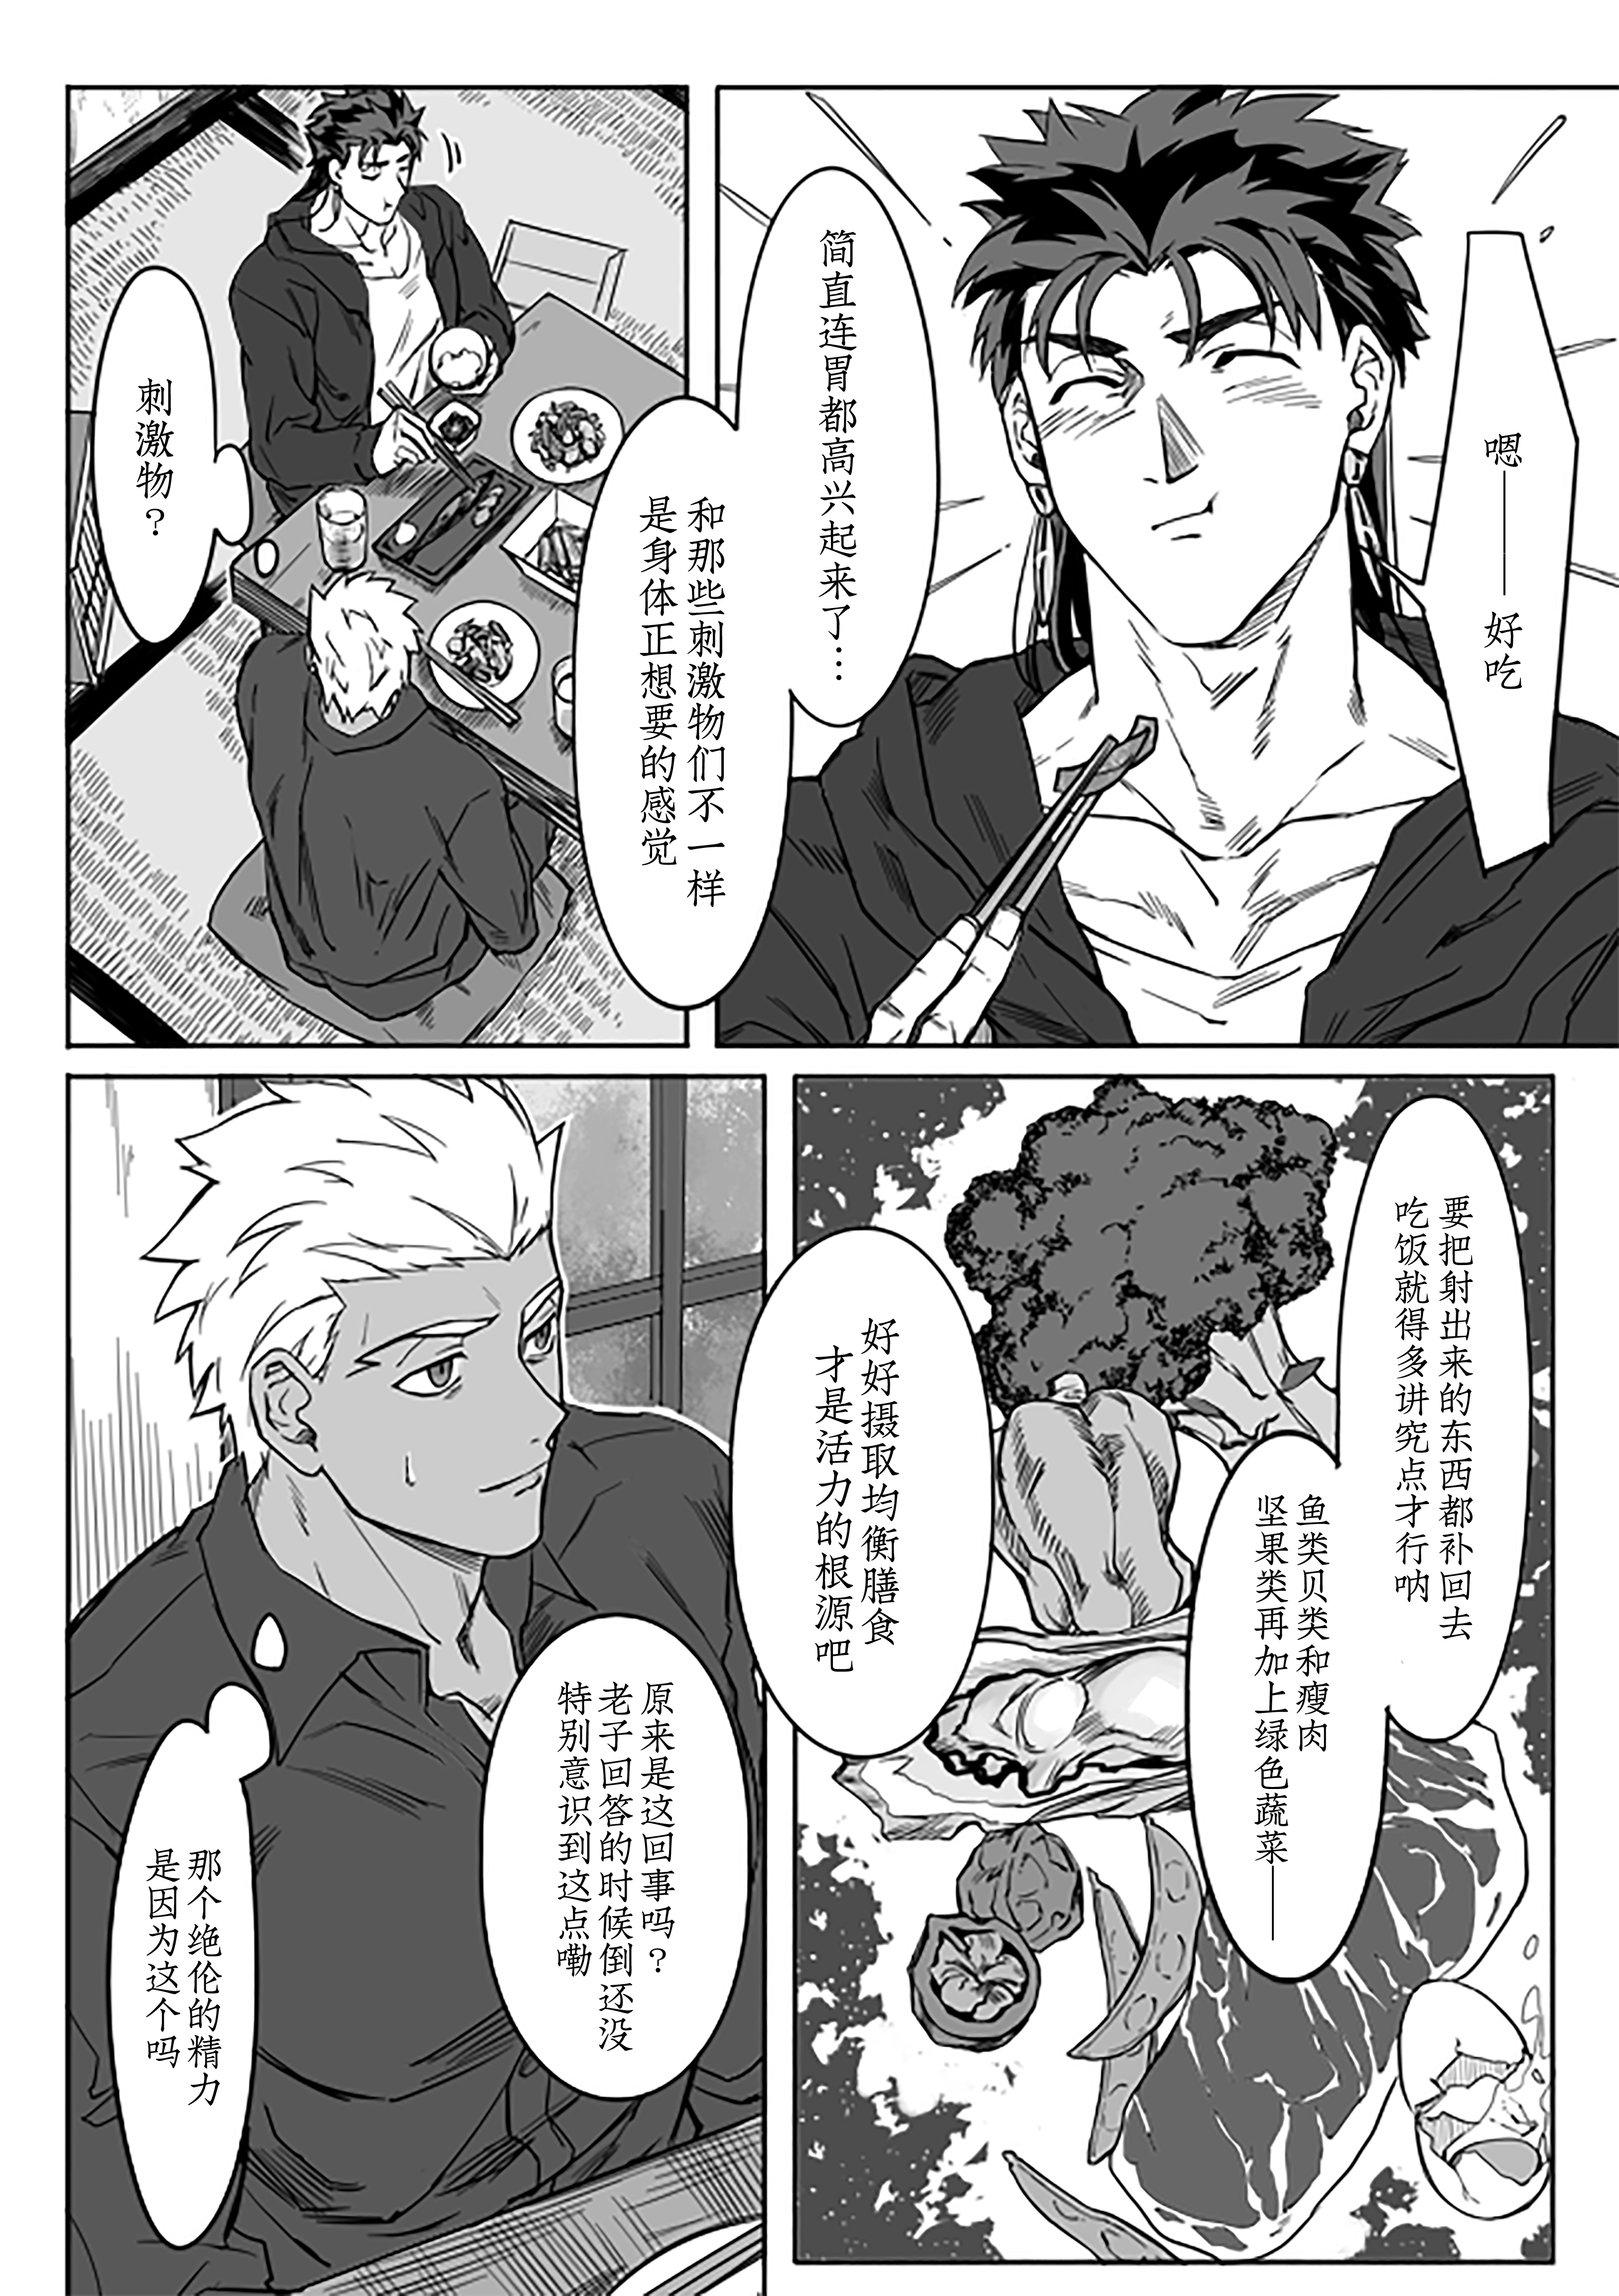 嗯——好吃
简直连胃都高兴起来了…
和那些刺激物们不一样
是身体正想要的感觉
刺激物？
要把射出来的东西都补回去
吃饭就得多讲究点才行呐
鱼类贝类和瘦肉
坚果类再加上绿色蔬菜——
好好摄取均衡膳食
才是活力的根源吧
原来是这回事吗？
老子回答的时候倒还没
特别意识到这点嘞
那个绝伦的精力
是因为这个吗